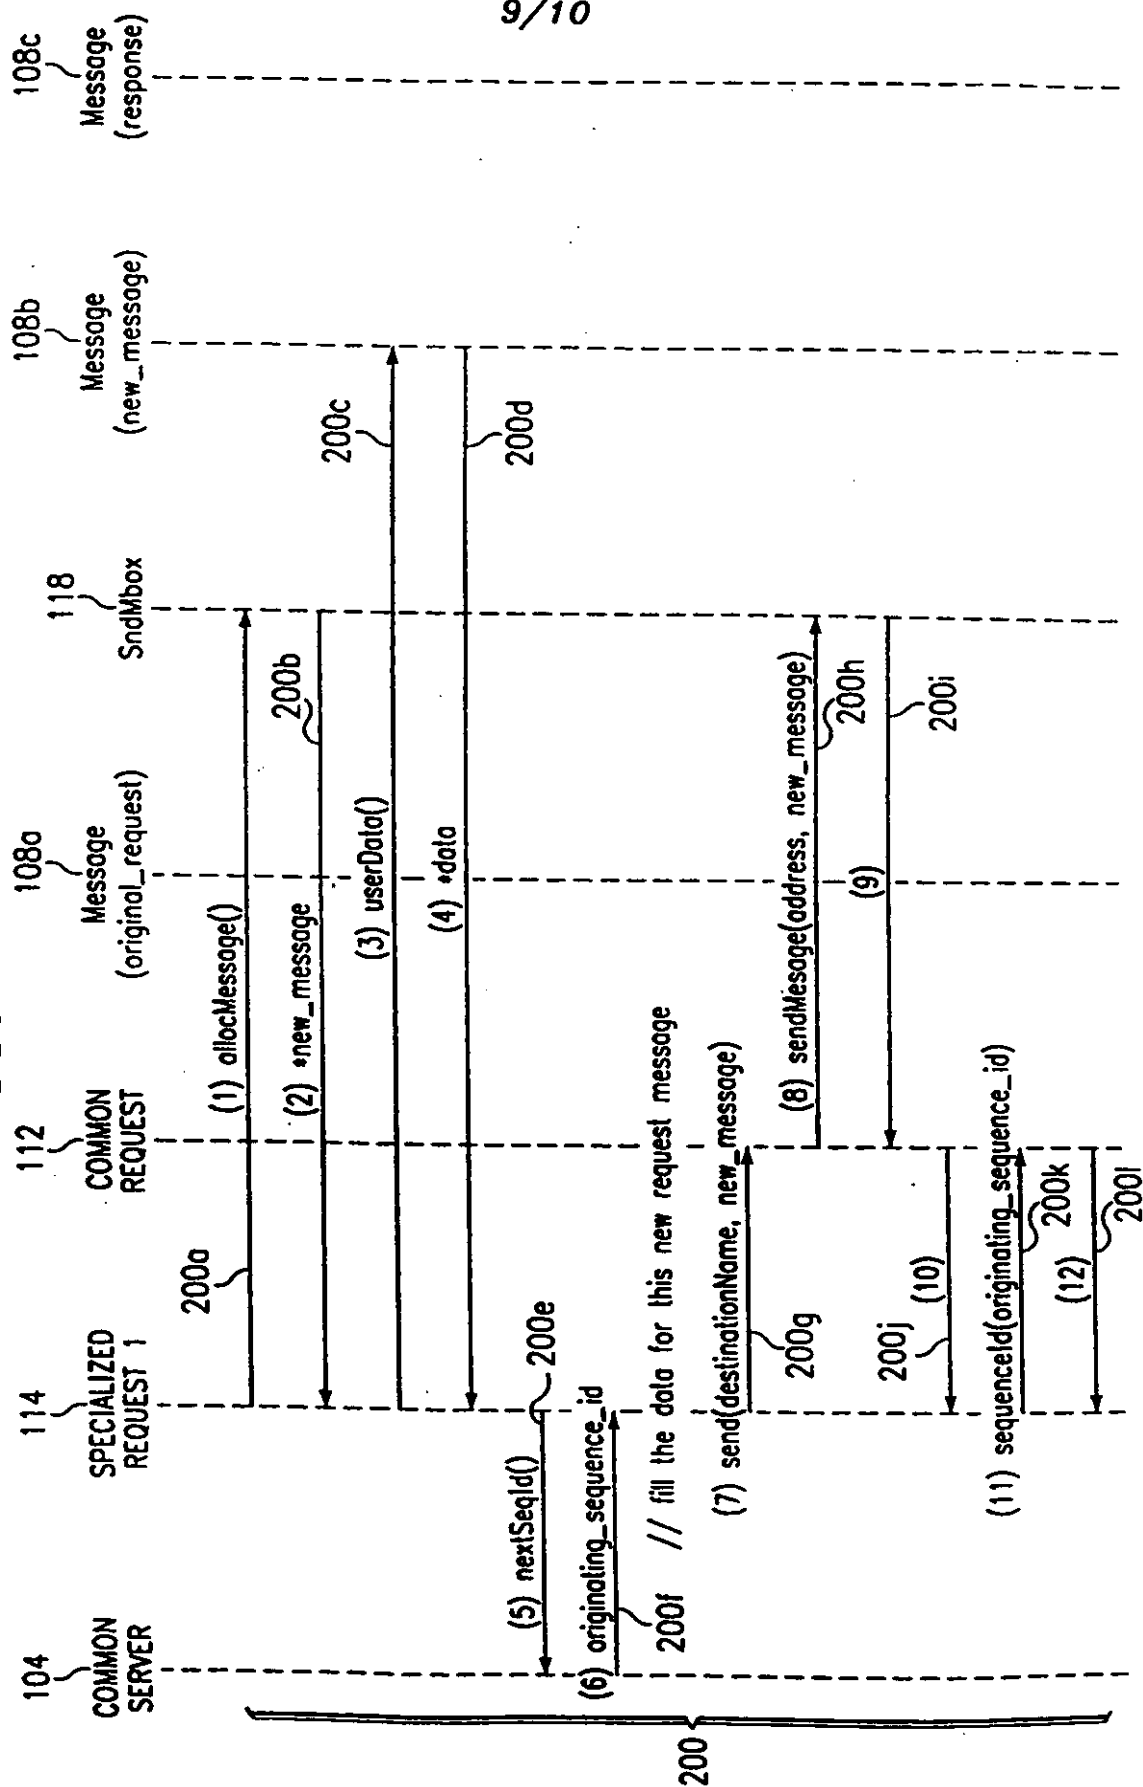 9/10
104
COMMON
SERVER
114
SPECIALIZED
REQUEST 1
112
COMMON
REQUEST
108a
Message
(original_request)
118
SndMbox
108b
Message
(new_message)
108c
Message
(response)
200
200a
(1) allocMessage()
(2) *new_message
200b
(3) userData()
200c
(4) *data
200d
(5) nextSeqId()
200e
(6) originating_sequence_id
200f
// fill the data for this new request message
(7) send(destinationName, new_message)
200g
(8) sendMesage(address, new_message)
200h
(9)
200i
200j
(10)
(11) sequenceId(originating_sequence_id)
200k
(12)
200l